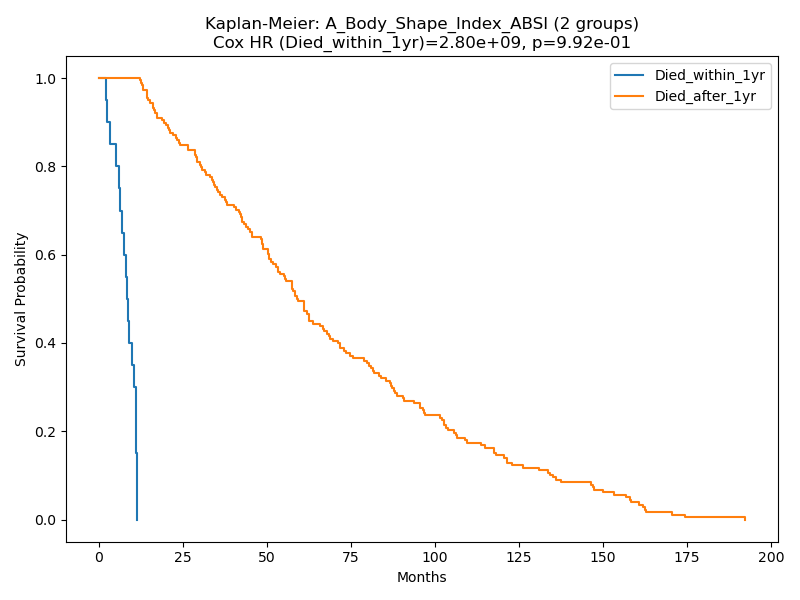 Kaplan-Meier: A_Body_Shape_Index_ABSI (2 groups)
Cox HR (Died_within_1yr)=2.80e+09, p=9.92e-01
Died_within_1yr
Died_after_1yr
Survival Probability
1.0
0.8
0.6
0.4
0.2
0.0
0 25 50 75 100 125 150 175 200
Months